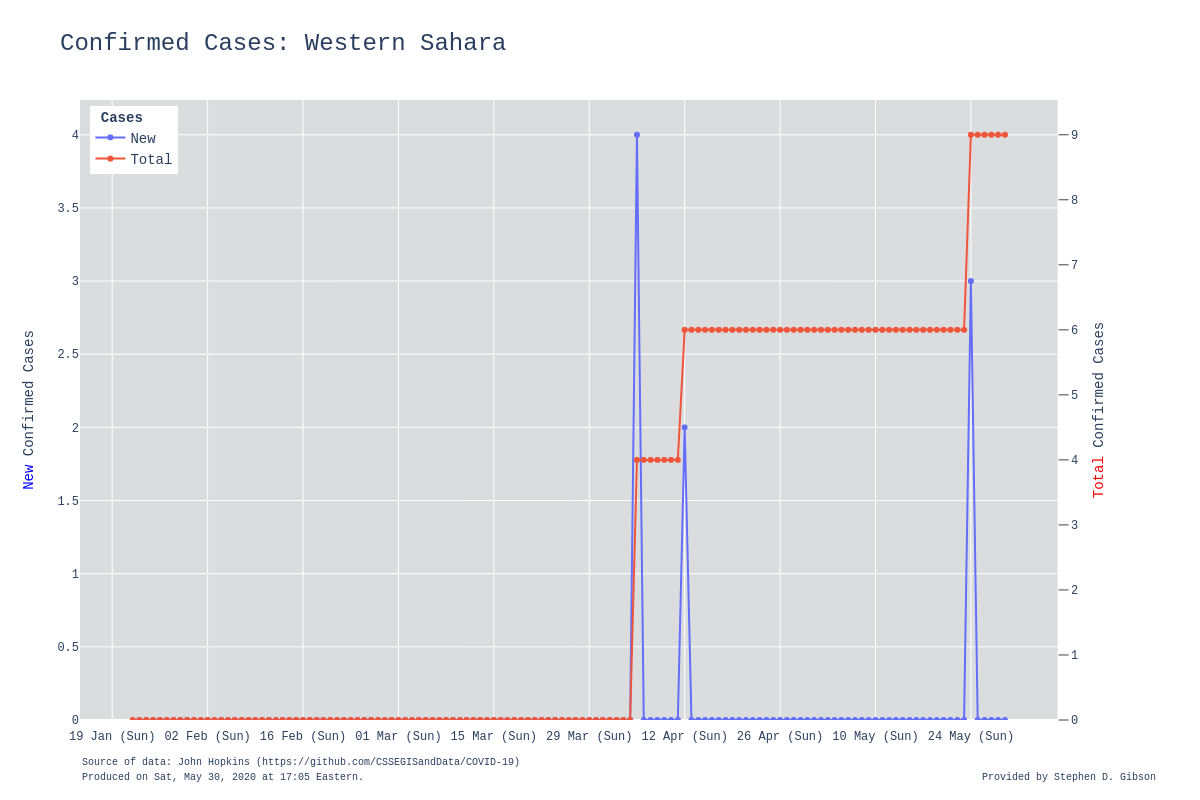 Confirmed Cases: Western Sahara
Cases
New
Total
4
3.5
3
2.5
2
1.5
1
0.5
0
New Confirmed Cases
9
8
7
6
5
4
3
2
1
0
Total Confirmed Cases
19 Jan (Sun) 02 Feb (Sun) 16 Feb (Sun) 01 Mar (Sun) 15 Mar (Sun) 29 Mar (Sun) 12 Apr (Sun) 26 Apr (Sun) 10 May (Sun) 24 May (Sun)
Source of data: John Hopkins (https://github.com/CSSEGISandData/COVID-19)
Produced on Sat, May 30, 2020 at 17:05 Eastern.
Provided by Stephen D. Gibson